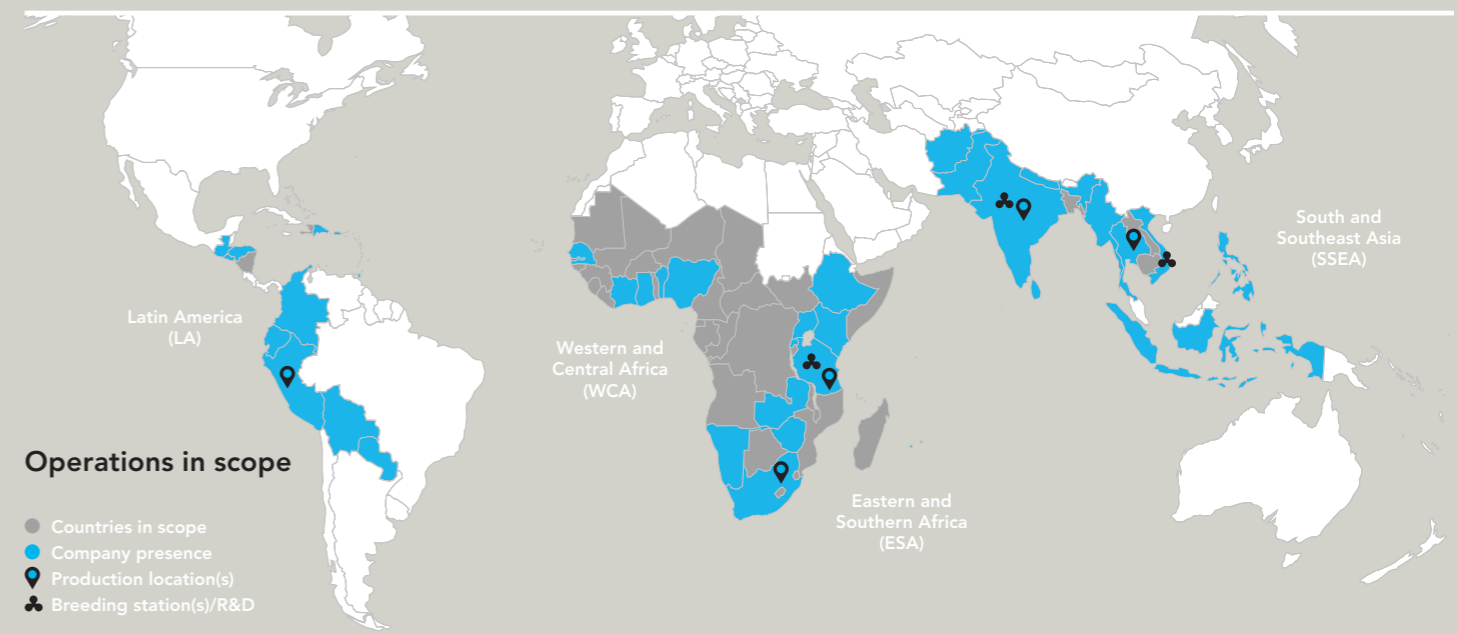 South and
Southeast Asia
(SSEA)
Latin America
(LA)
Western and
Central Africa
(WCA)
Eastern and
Southern Africa
(ESA)
Operations in scope
Countries in scope
Company presence
Production location(s)
Breeding station(s)/R&D